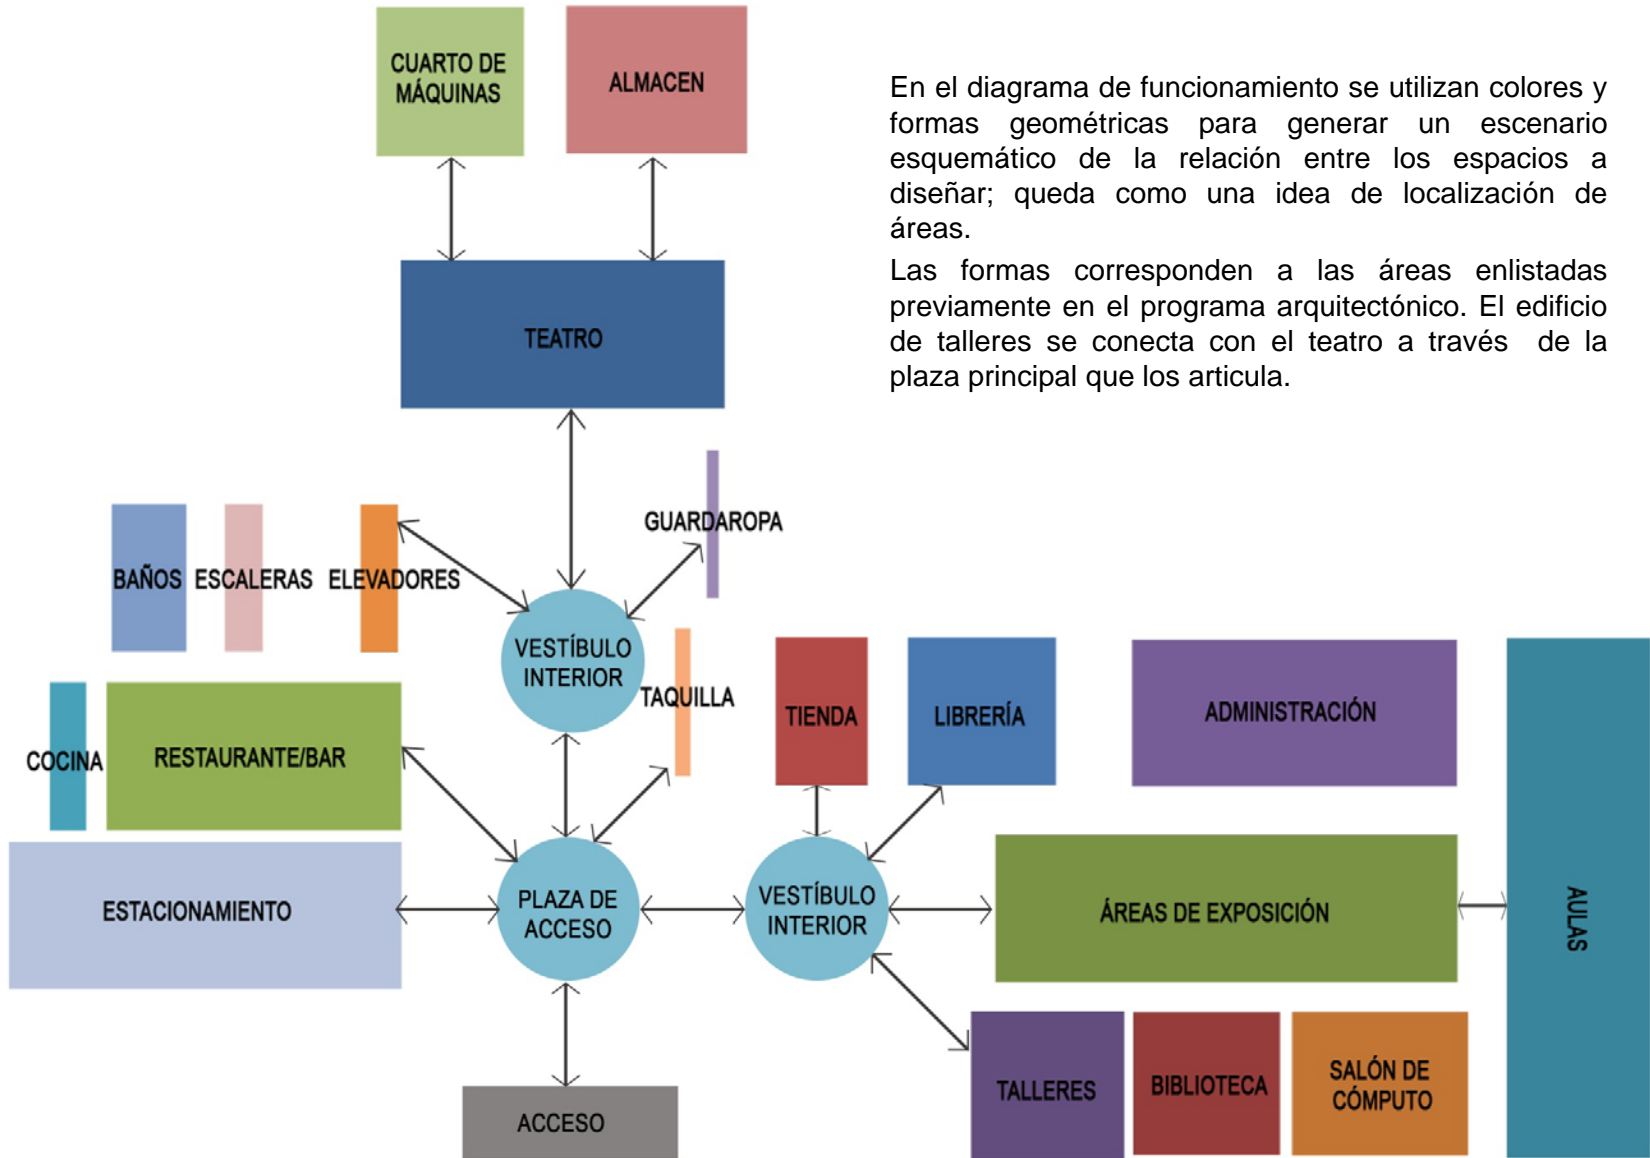 CUARTO DE
MÁQUINAS
ALMACEN
En el diagrama de funcionamiento se utilizan colores y
formas geométricas para generar un escenario
esquemático de la relación entre los espacios a
diseñar; queda como una idea de localización de
áreas.
Las formas corresponden a las áreas enlistadas
previamente en el programa arquitectónico. El edificio
de talleres se conecta con el teatro a través de la
plaza principal que los articula.
TEATRO
GUARDAROPA
BAÑOS
ESCALERAS
ELEVADORES
VESTÍBULO
INTERIOR
TAQUILLA
TIENDA
LIBRERÍA
ADMINISTRACIÓN
COCINA
RESTAURANTE/BAR
ESTACIONAMIENTO
PLAZA DE
ACCESO
VESTÍBULO
INTERIOR
ÁREAS DE EXPOSICIÓN
AULAS
TALLERES
BIBLIOTECA
SALÓN DE
CÓMPUTO
ACCESO